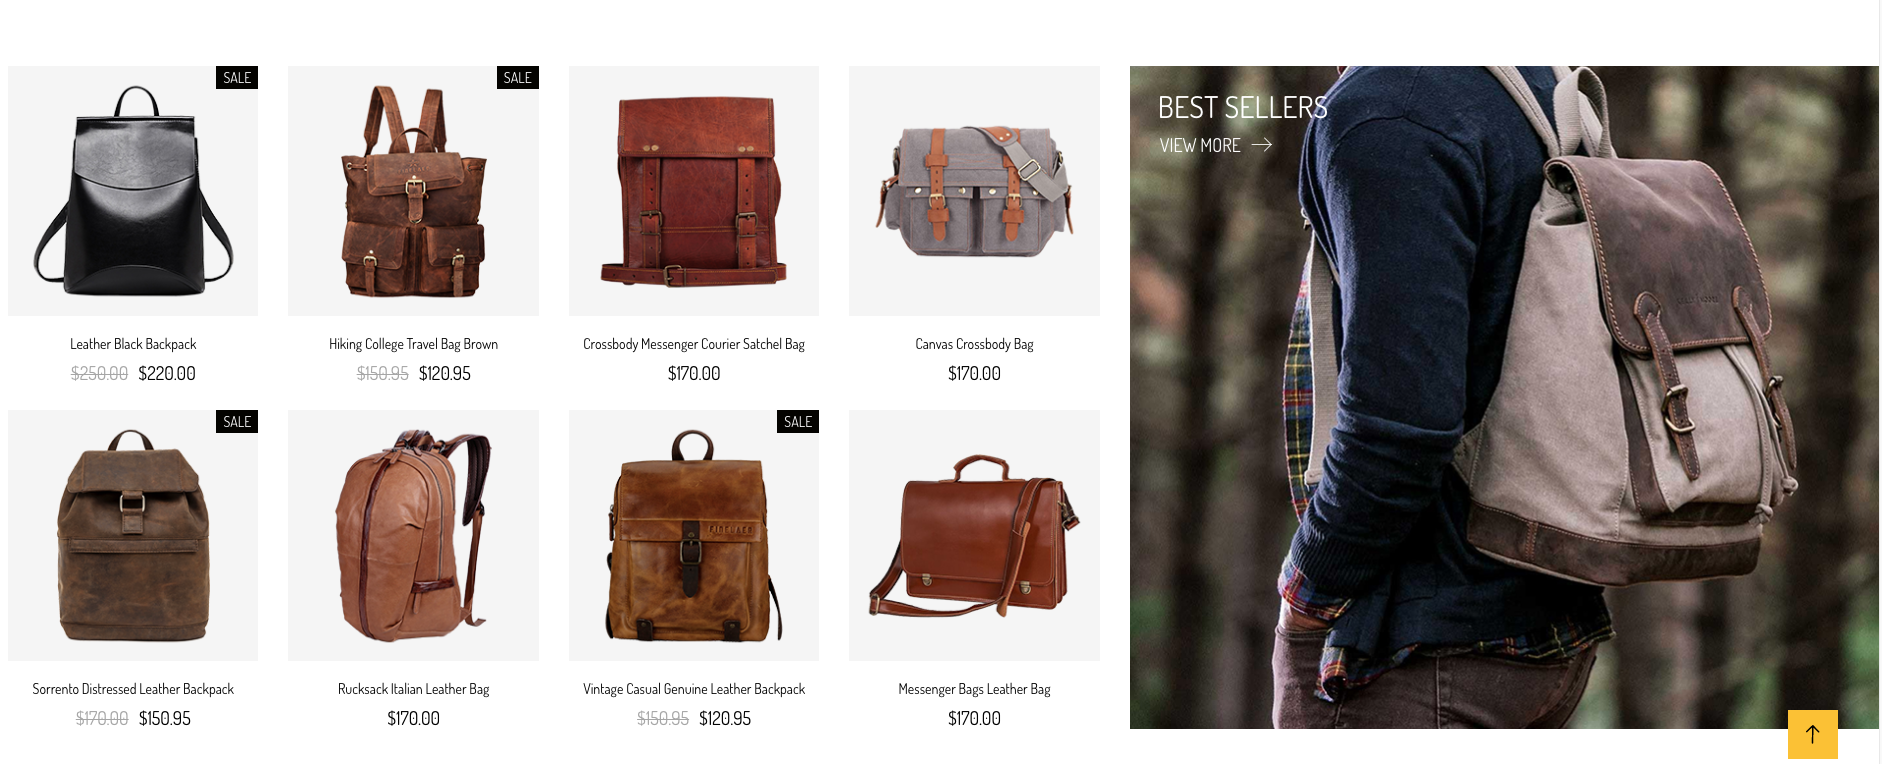 SALE
SALE
BEST SELLERS
VIEW MORE
Leather Black Backpack
Hiking College Travel Bag Brown
Crossbody Messenger Courier Satchel Bag
Canvas Crossbody Bag
$250.00 $220.00
$150.95 $120.95
$170.00
$170.00
SALE
SALE
Sorrento Distressed Leather Backpack
Rucksack Italian Leather Bag
Vintage Casual Genuine Leather Backpack
Messenger Bags Leather Bag
$170.00 $150.95
$170.00
$150.95 $120.95
$170.00